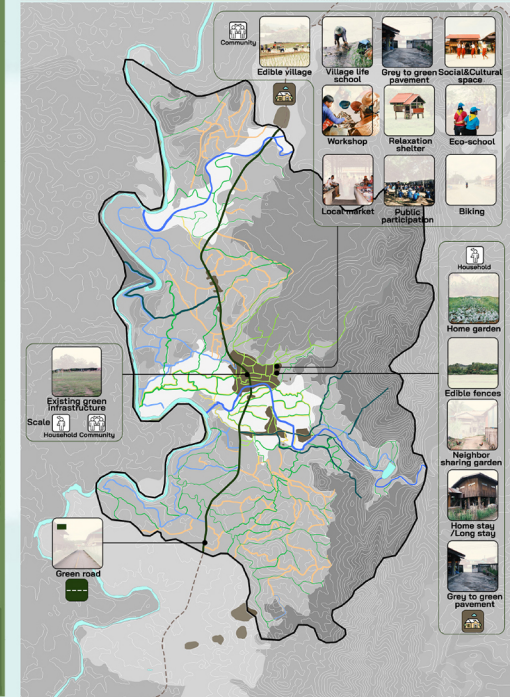 Community
Edible village
Village life
school
Grey to green
pavement
Social&Cultural
space
Workshop
Relaxation
shelter
Eco-school
Local market
Public
participation
Biking
Household
Home garden
Edible fences
Neighbor
sharing garden
Home stay
/Long stay
Grey to green
pavement
Existing green
infrastructure
Scale
Household Community
Green road